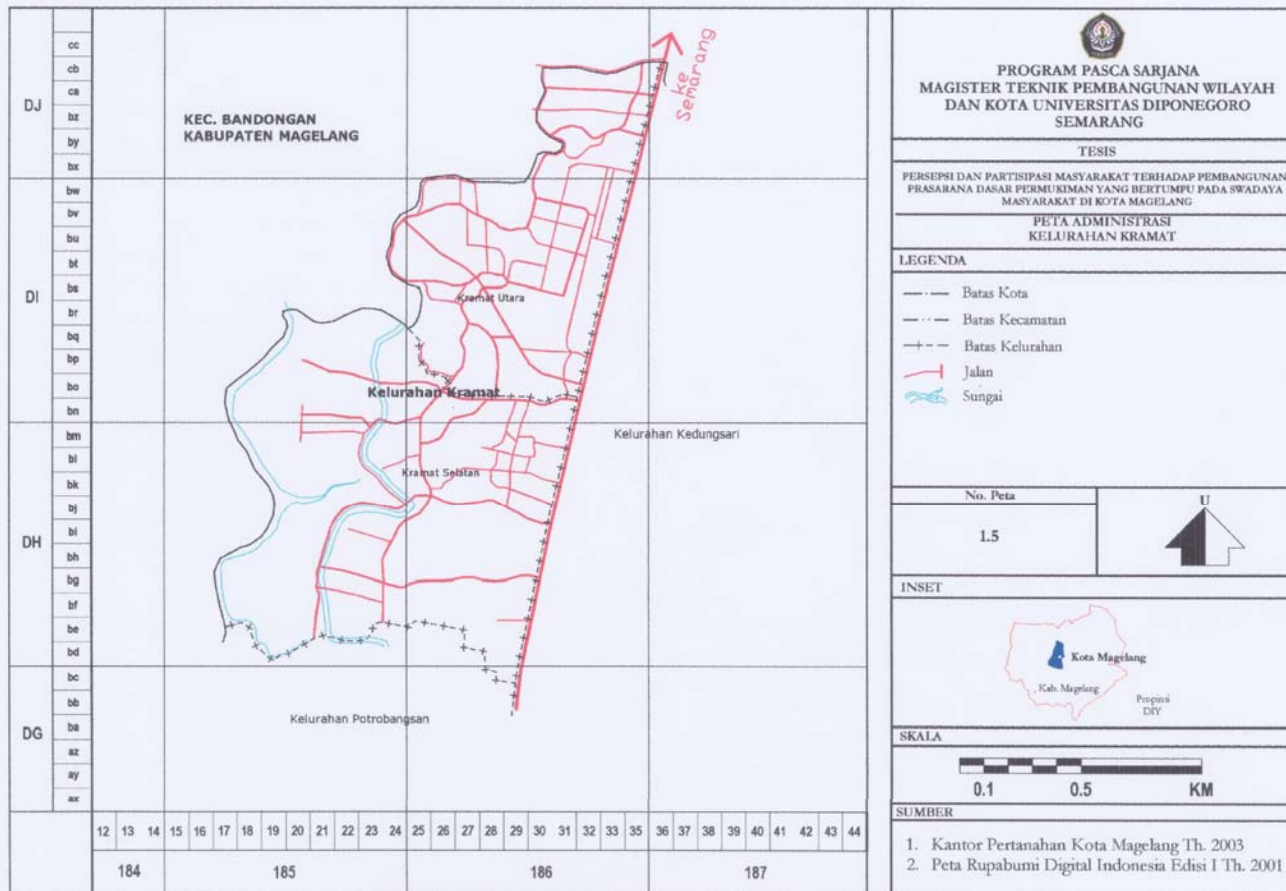 cc
cb
ca
DJ
bz
by
bx
bw
bv
bu
bt
bs
DI
br
bq
bp
bo
bn
bm
bl
bk
bj
DH
bi
bh
bg
bf
be
bd
bc
bb
DG
ba
az
ay
ax
12 13 14 15 16 17 18 19 20 21 22 23 24 25 26 27 28 29 30 31 32 33 34 35 36 37 38 39 40 41 42 43 44
184 185 186 187
KEC. BANDONGAN
KABUPATEN MAGELANG
ke
Semarang
Kramat Utara
Kelurahan Kramat
Kelurahan Kedungsari
Kramat Selatan
Kelurahan Potrobangsan
PROGRAM PASCA SARJANA
MAGISTER TEKNIK PEMBANGUNAN WILAYAH
DAN KOTA UNIVERSITAS DIPONEGORO
SEMARANG
TESIS
PERSEPSI DAN PARTISIPASI MASYARAKAT TERHADAP PEMBANGUNAN
PRASARANA DASAR PERMUKIMAN YANG BERTUMPU PADA SWADAYA
MASYARAKAT DI KOTA MAGELANG
PETA ADMINISTRASI
KELURAHAN KRAMAT
LEGENDA
Batas Kota
Batas Kecamatan
Batas Kelurahan
Jalan
Sungai
No. Peta
1.5
U
INSET
Kota Magelang
Kab. Magelang
Propinsi
DIY
SKALA
0.1 0.5 KM
SUMBER
1. Kantor Pertanahan Kota Magelang Th. 2003
2. Peta Rupabumi Digital Indonesia Edisi I Th. 2001